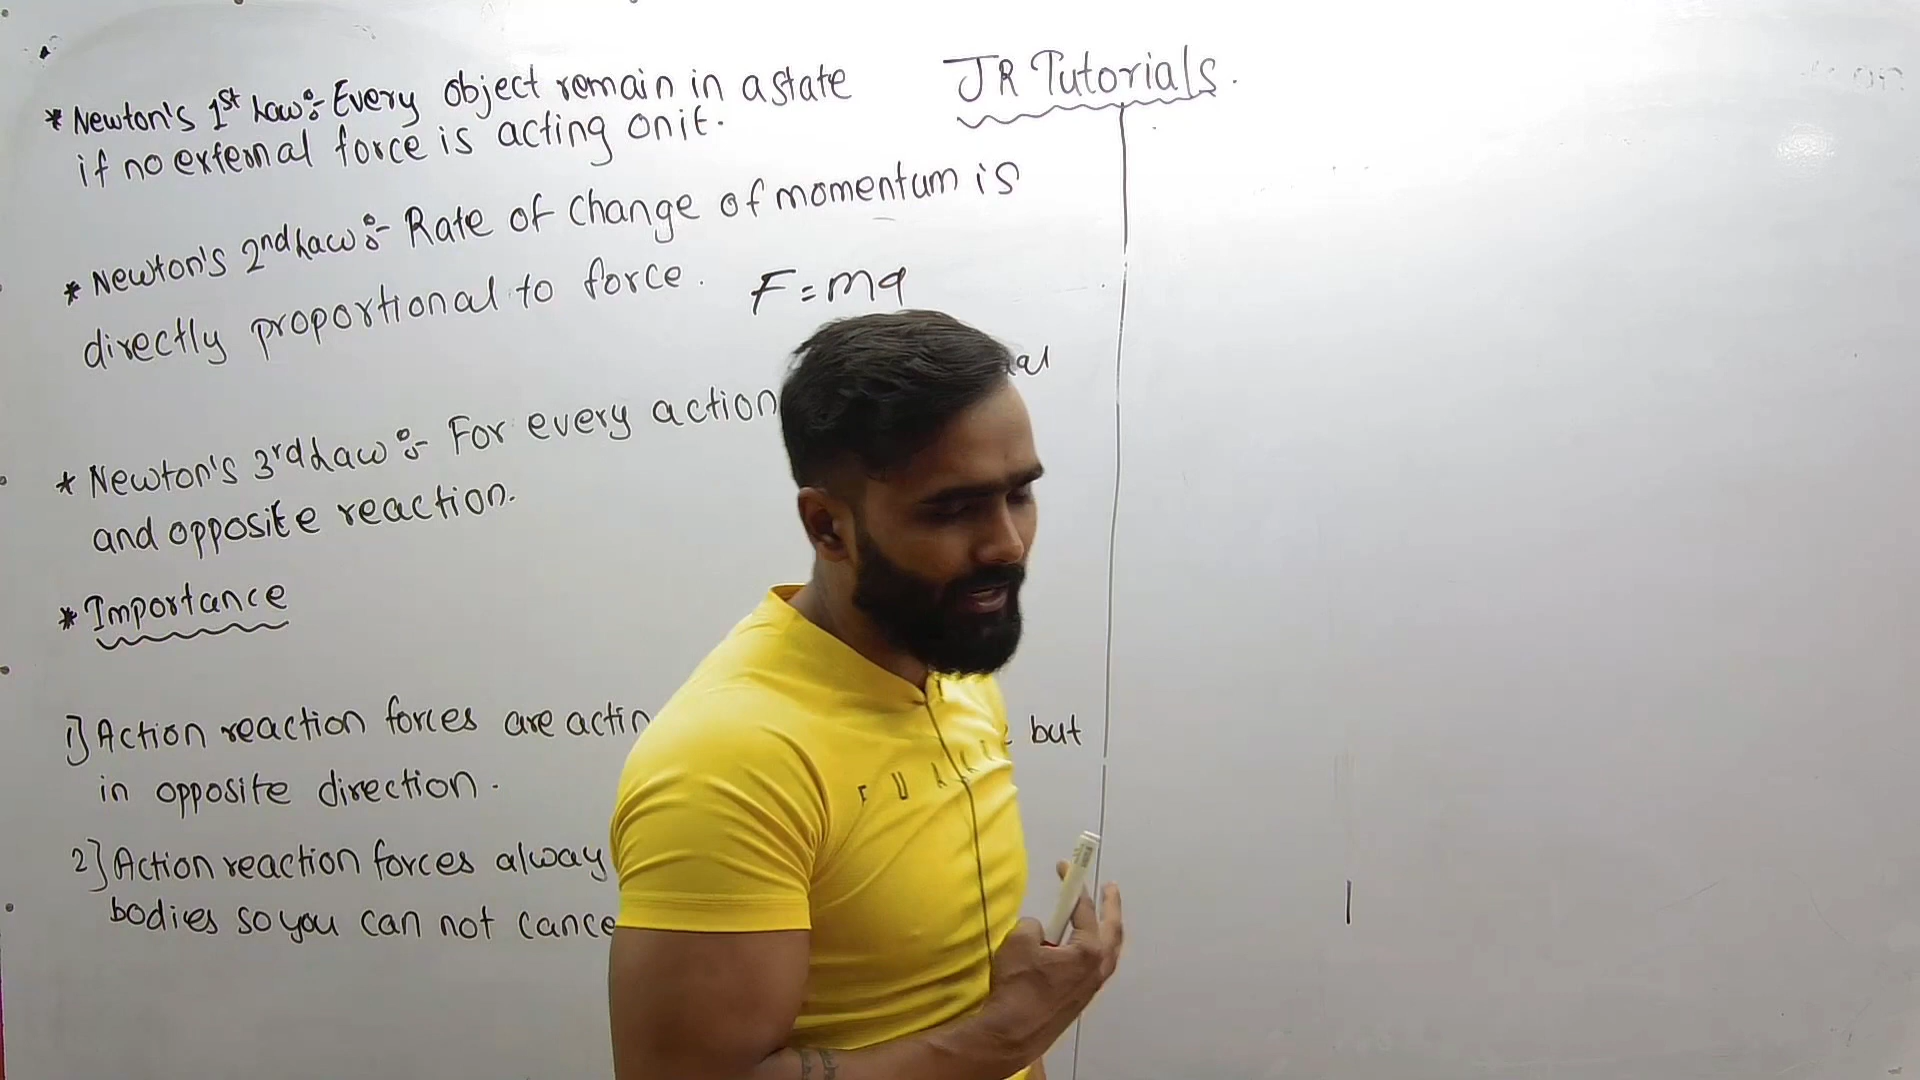 * Newton's 1st Law:- Every object remain in a state
if no external force is acting on it.
JR Tutorials.
* Newton's 2nd Law:- Rate of change of momentum is
directly proportional to force. F = ma
* Newton's 3rd Law:- For every action
and opposite reaction.
* Importance
1] Action reaction forces are actin but
in opposite direction.
2] Action reaction forces alway
bodies so you can not cance